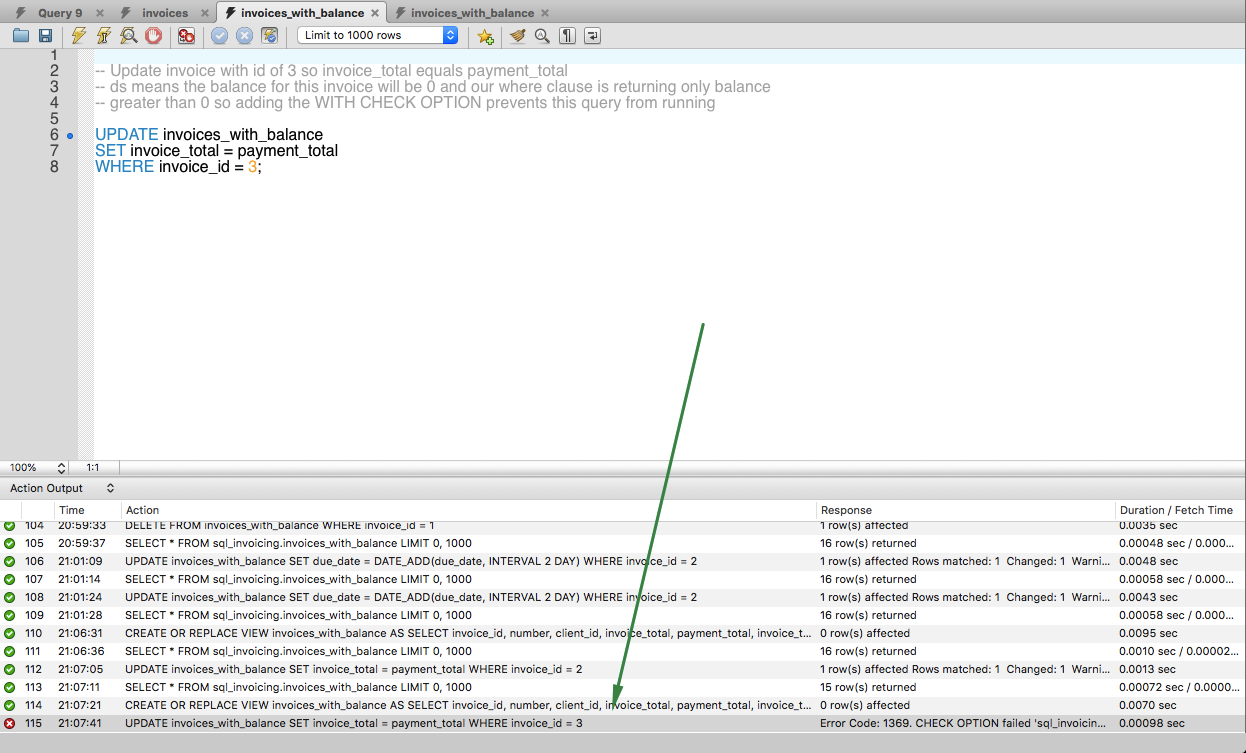 Query 9 invoices invoices_with_balance invoices_with_balance
Limit to 1000 rows
1
2 -- Update invoice with id of 3 so invoice_total equals payment_total
3 -- ds means the balance for this invoice will be 0 and our where clause is returning only balance
4 -- greater than 0 so adding the WITH CHECK OPTION prevents this query from running
5
6 UPDATE invoices_with_balance
7 SET invoice_total = payment_total
8 WHERE invoice_id = 3;
100% 1:1
Action Output
Time Action Response Duration / Fetch Time
104 20:59:33 DELETE FROM invoices_with_balance WHERE invoice_id = 1 1 row(s) affected 0.0035 sec
105 20:59:37 SELECT * FROM sql_invoicing.invoices_with_balance LIMIT 0, 1000 16 row(s) returned 0.00048 sec / 0.000...
106 21:01:09 UPDATE invoices_with_balance SET due_date = DATE_ADD(due_date, INTERVAL 2 DAY) WHERE invoice_id = 2 1 row(s) affected Rows matched: 1 Changed: 1 Warni... 0.0048 sec
107 21:01:14 SELECT * FROM sql_invoicing.invoices_with_balance LIMIT 0, 1000 16 row(s) returned 0.00058 sec / 0.000...
108 21:01:24 UPDATE invoices_with_balance SET due_date = DATE_ADD(due_date, INTERVAL 2 DAY) WHERE invoice_id = 2 1 row(s) affected Rows matched: 1 Changed: 1 Warni... 0.0043 sec
109 21:01:28 SELECT * FROM sql_invoicing.invoices_with_balance LIMIT 0, 1000 16 row(s) returned 0.00058 sec / 0.000...
110 21:06:31 CREATE OR REPLACE VIEW invoices_with_balance AS SELECT invoice_id, number, client_id, invoice_total, payment_total, invoice_t... 0 row(s) affected 0.0095 sec
111 21:06:36 SELECT * FROM sql_invoicing.invoices_with_balance LIMIT 0, 1000 16 row(s) returned 0.0010 sec / 0.00002...
112 21:07:05 UPDATE invoices_with_balance SET invoice_total = payment_total WHERE invoice_id = 2 1 row(s) affected Rows matched: 1 Changed: 1 Warni... 0.0013 sec
113 21:07:11 SELECT * FROM sql_invoicing.invoices_with_balance LIMIT 0, 1000 15 row(s) returned 0.00072 sec / 0.0000...
114 21:07:21 CREATE OR REPLACE VIEW invoices_with_balance AS SELECT invoice_id, number, client_id, invoice_total, payment_total, invoice_t... 0 row(s) affected 0.0070 sec
115 21:07:41 UPDATE invoices_with_balance SET invoice_total = payment_total WHERE invoice_id = 3 Error Code: 1369. CHECK OPTION failed 'sql_invoicin... 0.00098 sec